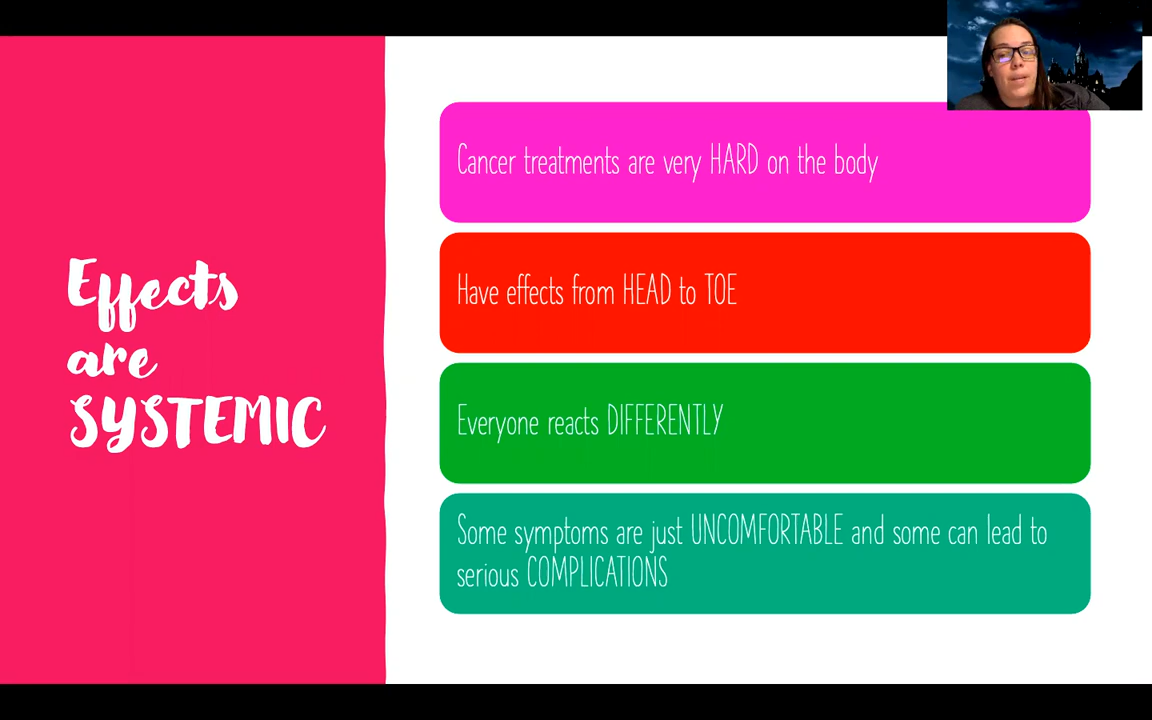 Effects
are
SYSTEMIC
Cancer treatments are very HARD on the body
Have effects from HEAD to TOE
Everyone reacts DIFFERENTLY
Some symptoms are just UNCOMFORTABLE and some can lead to
serious COMPLICATIONS